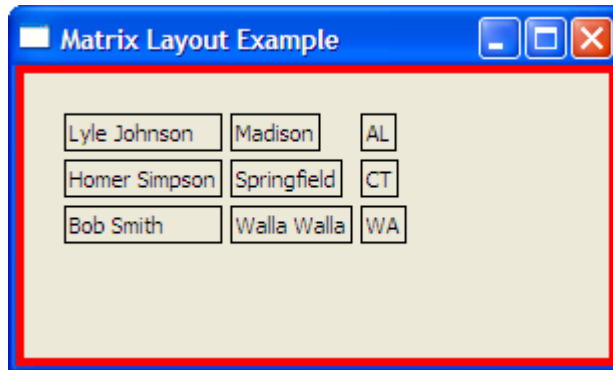 Matrix Layout Example
Lyle Johnson Madison AL
Homer Simpson Springfield CT
Bob Smith Walla Walla WA